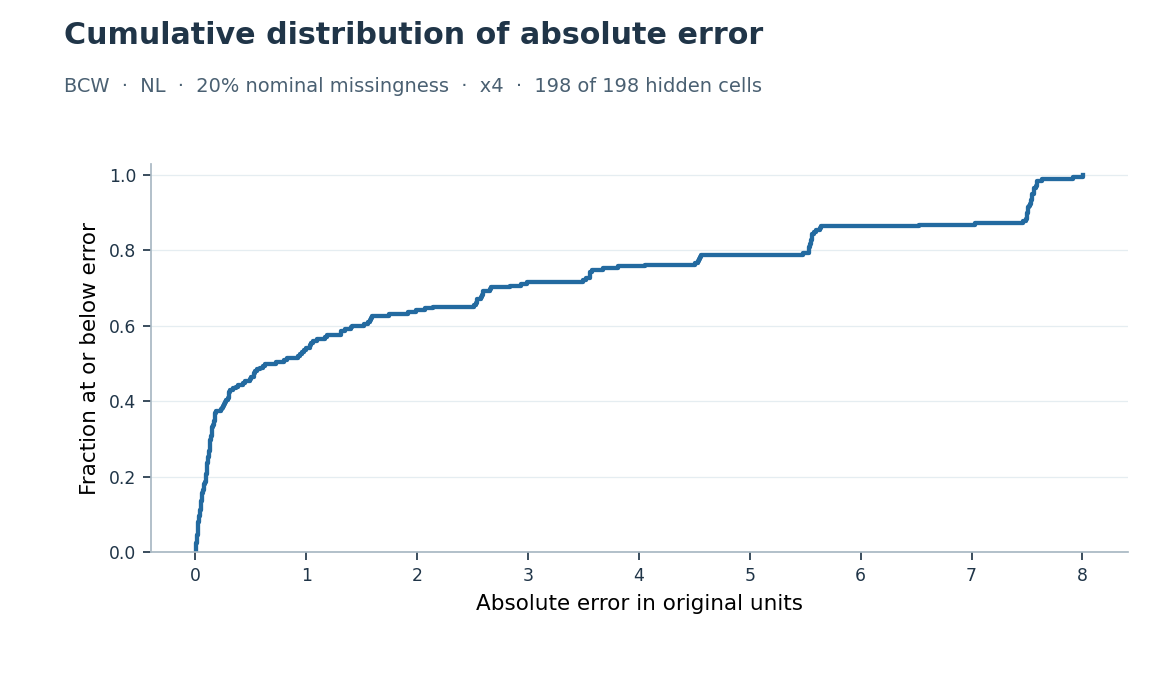 Cumulative distribution of absolute error
BCW · NL · 20% nominal missingness · x4 · 198 of 198 hidden cells
Fraction at or below error
1.0
0.8
0.6
0.4
0.2
0.0
0 1 2 3 4 5 6 7 8
Absolute error in original units